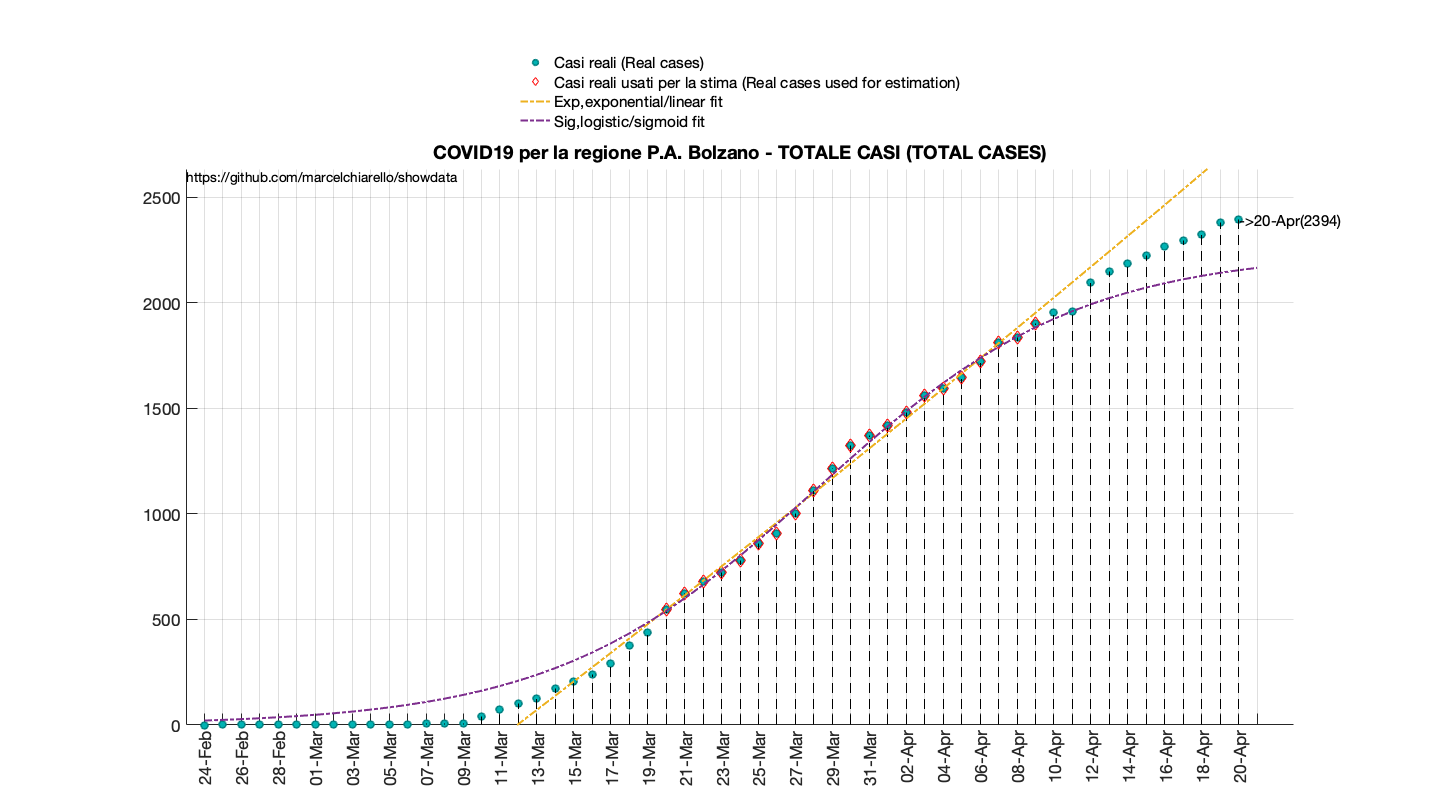 Casi reali (Real cases)
Casi reali usati per la stima (Real cases used for estimation)
Exp,exponential/linear fit
Sig,logistic/sigmoid fit
COVID19 per la regione P.A. Bolzano - TOTALE CASI (TOTAL CASES)
https://github.com/marcelchiarello/showdata
2500
->20-Apr(2394)
2000
1500
1000
500
0
24-Feb
26-Feb
28-Feb
01-Mar
03-Mar
05-Mar
07-Mar
09-Mar
11-Mar
13-Mar
15-Mar
17-Mar
19-Mar
21-Mar
23-Mar
25-Mar
27-Mar
29-Mar
31-Mar
02-Apr
04-Apr
06-Apr
08-Apr
10-Apr
12-Apr
14-Apr
16-Apr
18-Apr
20-Apr